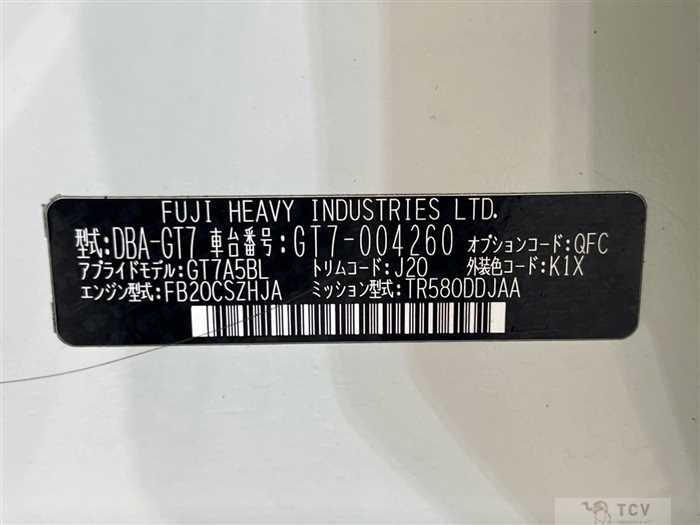 FUJI HEAVY INDUSTRIES LTD.
型式:DBA-GT7 車台番号:GT7-004260 オプションコード:QFC
アプライドモデル:GT7A5BL トリムコード:J20 外装色コード:K1X
エンジン型式:FB20CSZHJA ミッション型式:TR580DDJAA
TCV